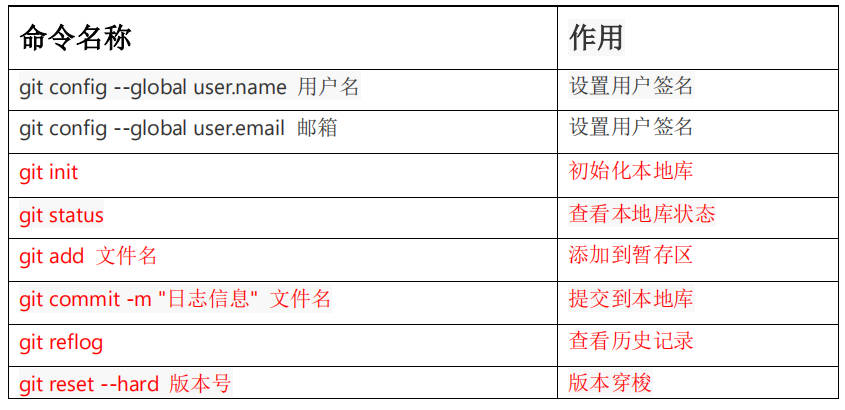 命令名称 作用
git config --global user.name 用户名 设置用户签名
git config --global user.email 邮箱 设置用户签名
git init 初始化本地库
git status 查看本地库状态
git add 文件名 添加到暂存区
git commit -m "日志信息" 文件名 提交到本地库
git reflog 查看历史记录
git reset --hard 版本号 版本穿梭